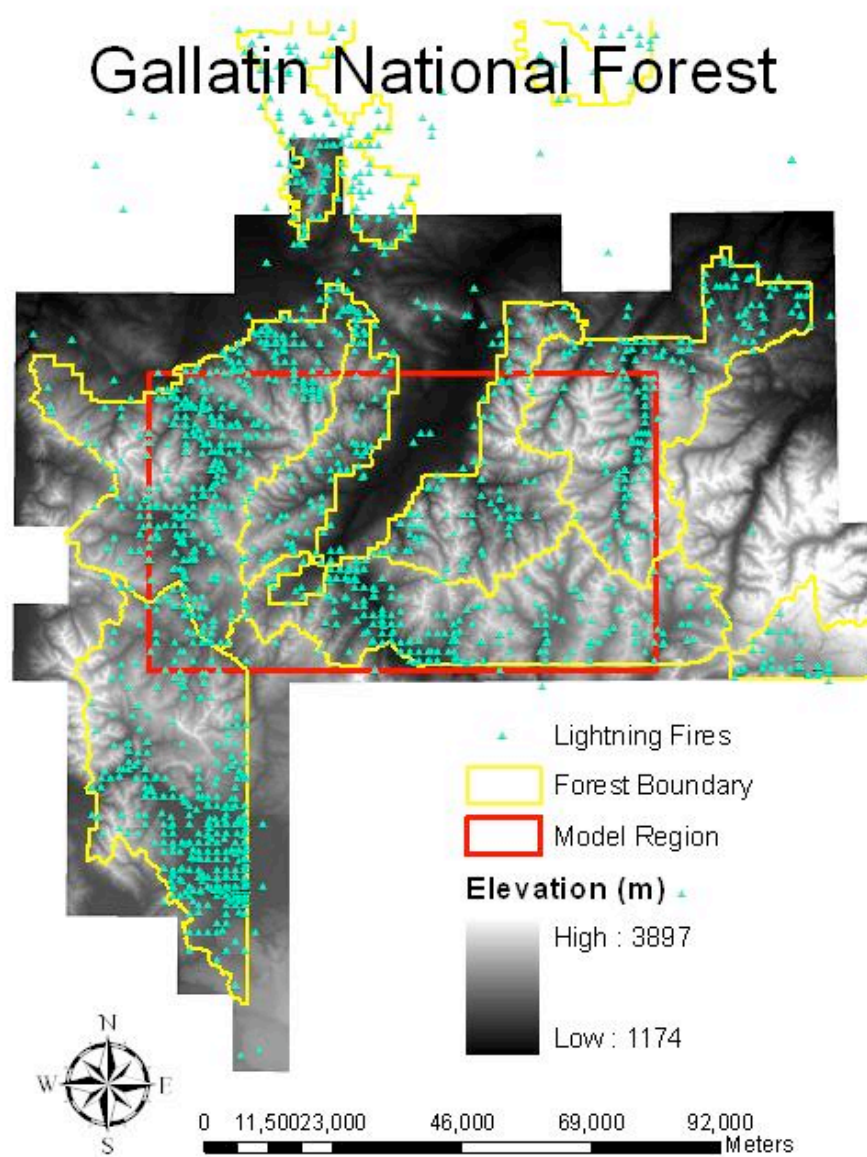 Gallatin National Forest
Lightning Fires
Forest Boundary
Model Region
Elevation (m)
High : 3897
Low : 1174
N
W E
S
0 11,50023,000 46,000 69,000 92,000
Meters